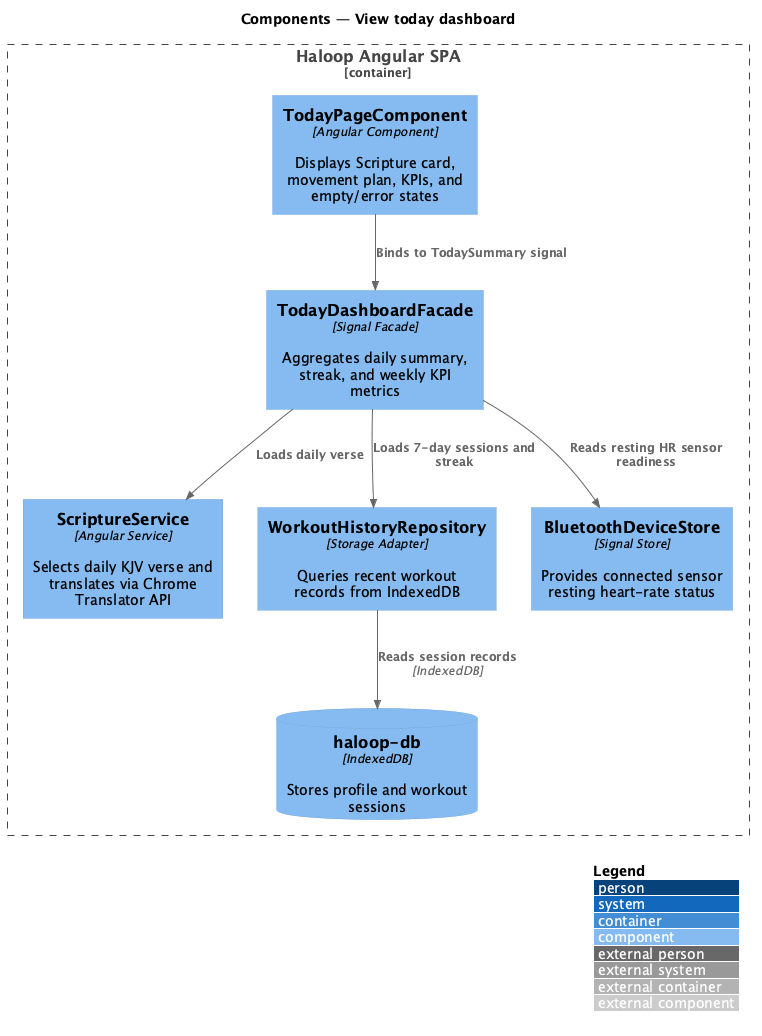 Components — View today dashboard
Haloop Angular SPA
[container]
TodayPageComponent
[Angular Component]
Displays Scripture card,
movement plan, KPIs, and
empty/error states
Binds to TodaySummary signal
TodayDashboardFacade
[Signal Facade]
Aggregates daily summary,
streak, and weekly KPI
metrics
Loads daily verse
Loads 7-day sessions and
streak
Reads resting HR sensor
readiness
ScriptureService
[Angular Service]
Selects daily KJV verse and
translates via Chrome
Translator API
WorkoutHistoryRepository
[Storage Adapter]
Queries recent workout
records from IndexedDB
BluetoothDeviceStore
[Signal Store]
Provides connected sensor
resting heart-rate status
Reads session records
[IndexedDB]
haloop-db
[IndexedDB]
Stores profile and workout
sessions
Legend
person
system
container
component
external person
external system
external container
external component